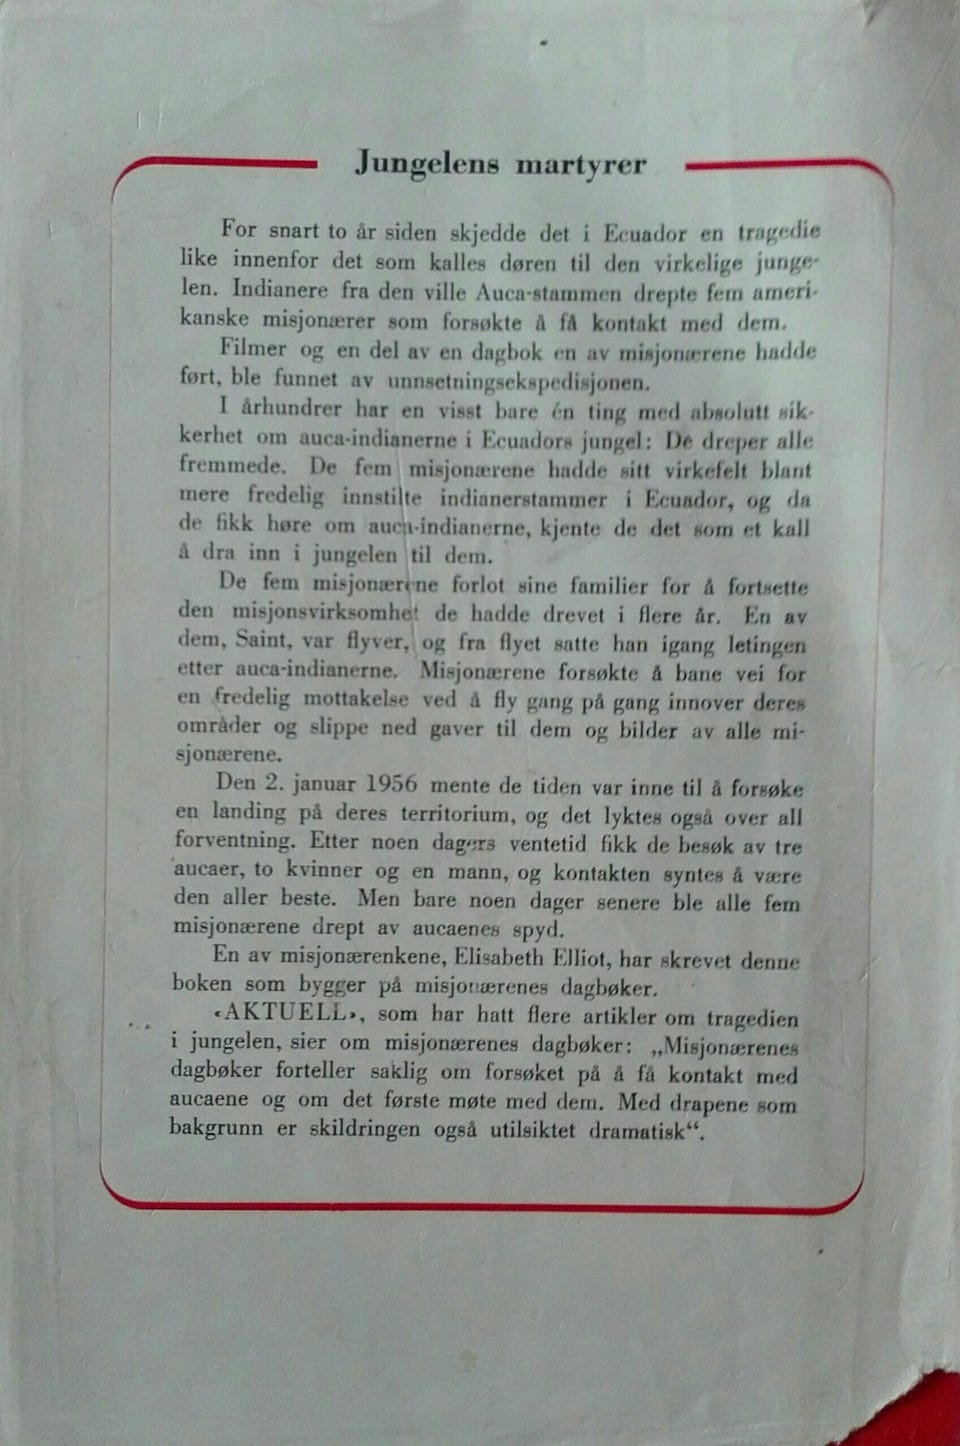 Jungelens martyrer
For snart to år siden skjedde det i Ecuador en tragedie
like innenfor det som kalles døren til den virkelige junge-
len. Indianere fra den ville Auca-stammen drepte fem ameri-
kanske misjonærer som forsøkte å få kontakt med dem.
Filmer og en del av en dagbok en av misjonærene hadde
ført, ble funnet av unnsetningsekspedisjonen.
I århundrer har en visst bare én ting med absolutt sik-
kerhet om auca-indianerne i Ecuadors jungel: De dreper alle
fremmede. De fem misjonærene hadde sitt virkefelt blant
mere fredelig innstilte indianerstammer i Ecuador, og da
de fikk høre om auca-indianerne, kjente de det som et kall
å dra inn i jungelen til dem.
De fem misjonærene forlot sine familier for å fortsette
den misjonsvirksomhet de hadde drevet i flere år. En av
dem, Saint, var flyver, og fra flyet satte han igang letingen
etter auca-indianerne. Misjonærene forsøkte å bane vei for
en fredelig mottakelse ved å fly gang på gang innover deres
områder og slippe ned gaver til dem og bilder av alle mi-
sjonærene.
Den 2. januar 1956 mente de tiden var inne til å forsøke
en landing på deres territorium, og det lyktes også over all
forventning. Etter noen dagers ventetid fikk de besøk av tre
aucaer, to kvinner og en mann, og kontakten syntes å være
den aller beste. Men bare noen dager senere ble alle fem
misjonærene drept av aucaenes spyd.
En av misjonærenkene, Elisabeth Elliot, har skrevet denne
boken som bygger på misjonærenes dagbøker.
«AKTUELL», som har hatt flere artikler om tragedien
i jungelen, sier om misjonærenes dagbøker: „Misjonærenes
dagbøker forteller saklig om forsøket på å få kontakt med
aucaene og om det første møte med dem. Med drapene som
bakgrunn er skildringen også utilsiktet dramatisk“.